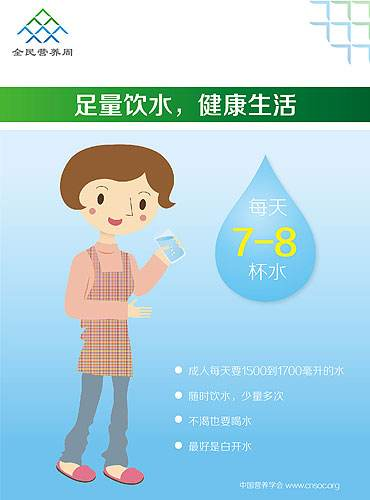 全民营养周
足量饮水，健康生活
每天
7-8
杯水
成人每天要1500到1700毫升的水
随时饮水，少量多次
不渴也要喝水
最好是白开水
中国营养学会 www.cnsoc.org